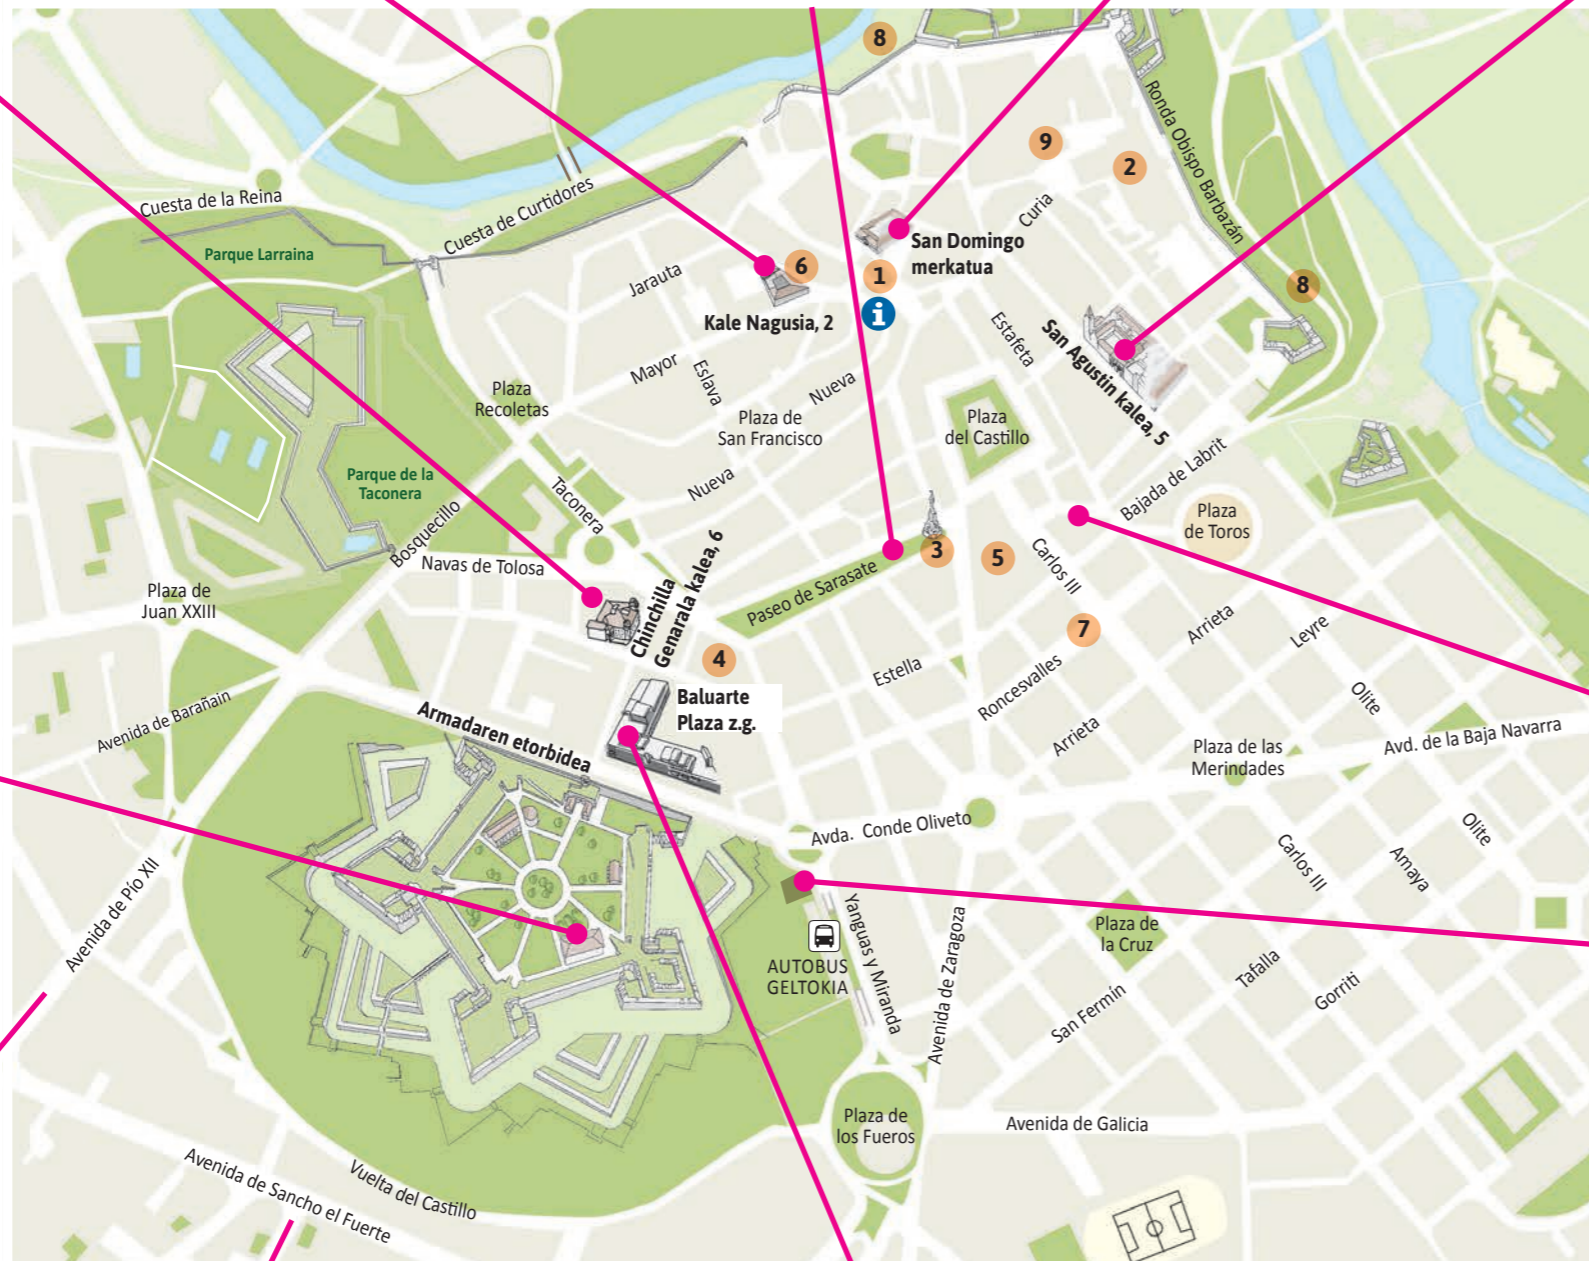 8
Ronda Obispo Barbazán
9
2
Cuesta de la Reina
Cuesta de Curtidores
Curia
Parque Larraina
San Domingo
merkatua
Jarauta
6
1
8
i
Kale Nagusia, 2
Estafeta
San Agustin kalea, 5
Mayor
Eslava
Nueva
Plaza
Recoletas
Plaza de
San Francisco
Plaza
del Castillo
Parque de la
Taconera
Nueva
Taconera
Bajada de Labrit
Bosquecillo
Plaza
de Toros
3
5
Carlos III
Navas de Tolosa
Chinchilla
Genarala kalea, 6
Paseo de Sarasate
Plaza de
Juan XXIII
7
Arrieta
Leyre
4
Estella
Roncesvalles
Baluarte
Plaza z.g.
Olite
Avenida de Barañain
Armadaren etorbidea
Arrieta
Plaza de las
Merindades
Avd. de la Baja Navarra
Avda. Conde Oliveto
Olite
Carlos III
Amaya
Avenida de Pío XII
Yanguas y Miranda
Plaza de
la Cruz
AUTOBUS
GELTOKIA
Avenida de Zaragoza
Tafalla
Gorriti
San Fermín
Plaza de
los Fueros
Avenida de Galicia
Vuelta del Castillo
Avenida de Sancho el Fuerte